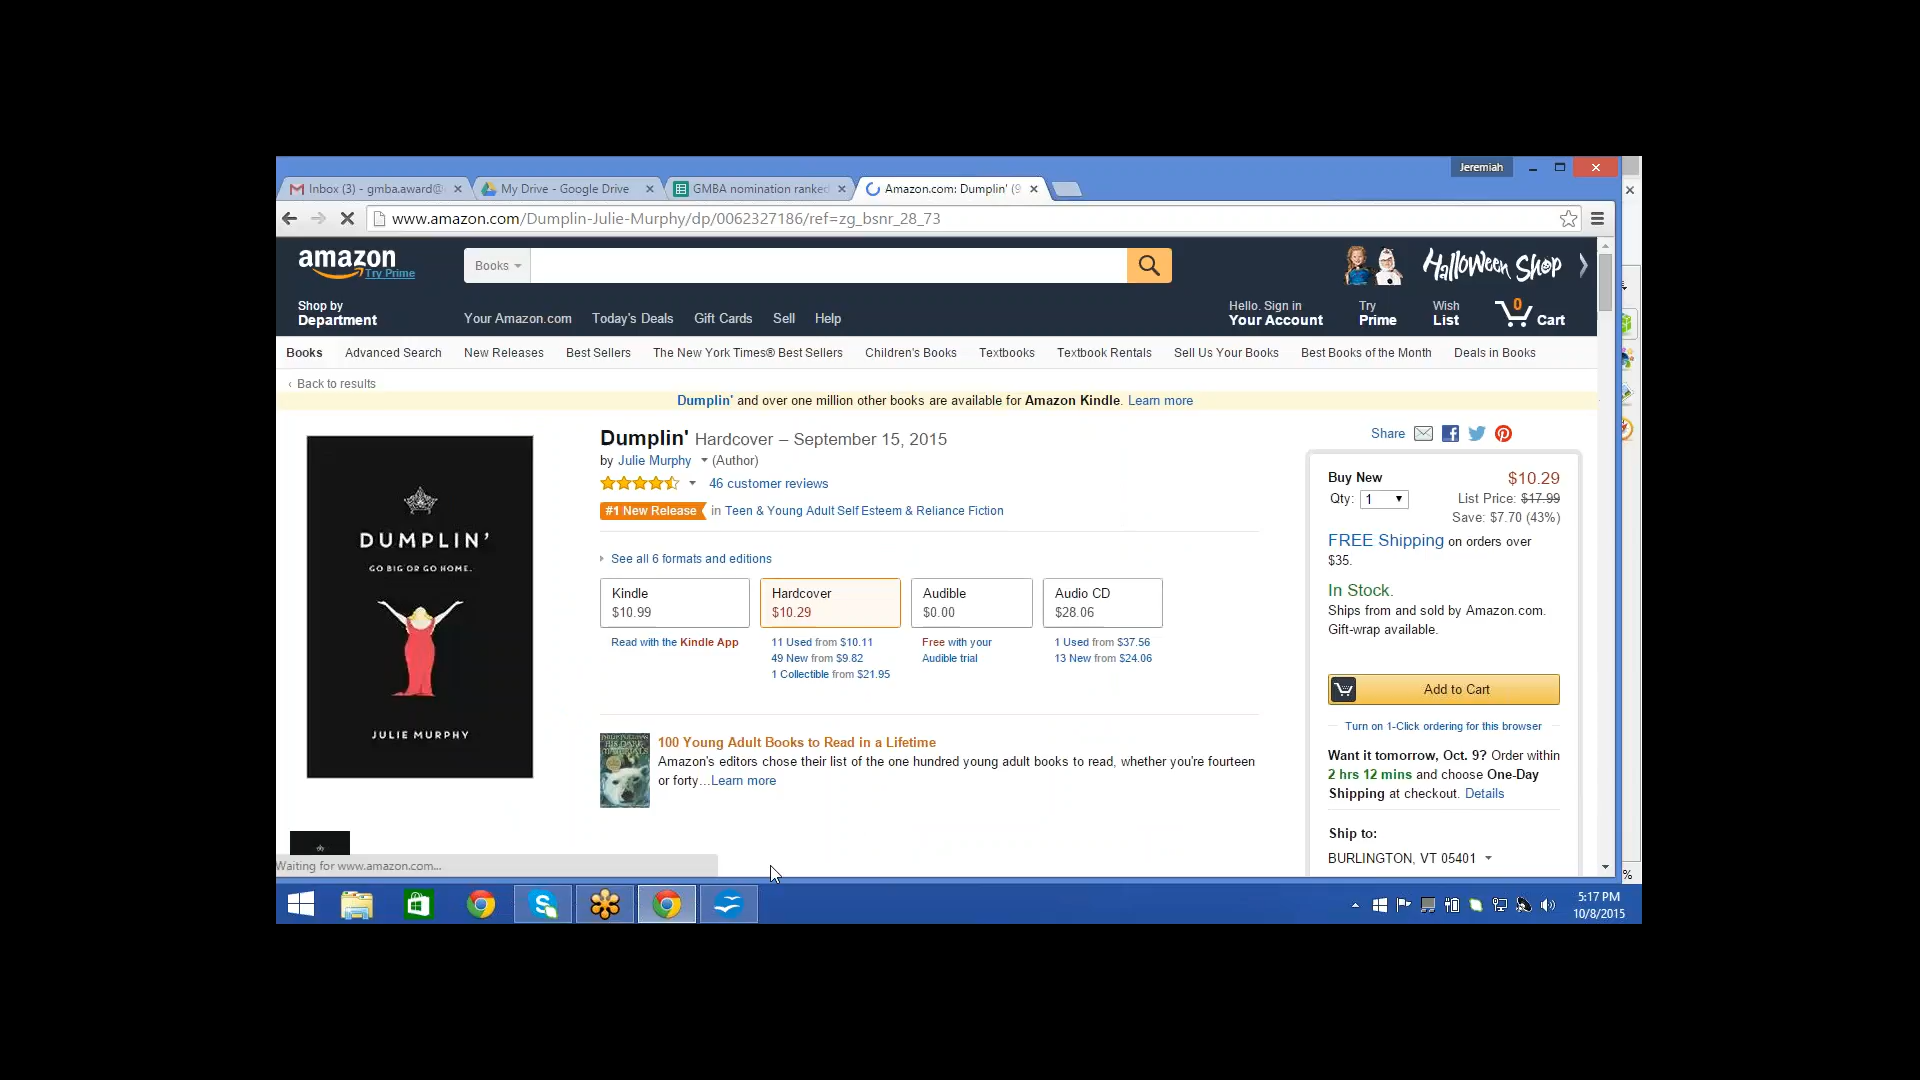 Jeremiah
Inbox (3) - gmba.award@
My Drive - Google Drive
GMBA nomination ranked
Amazon.com: Dumplin' (9
www.amazon.com/Dumplin-Julie-Murphy/dp/0062327186/ref=zg_bsnr_28_73
amazon
Try Prime
Books
Halloween Shop
Shop by
Department
Your Amazon.com Today's Deals Gift Cards Sell Help
Hello. Sign in
Your Account
Try
Prime
Wish
List
0
Cart
Books Advanced Search New Releases Best Sellers The New York Times® Best Sellers Children's Books Textbooks Textbook Rentals Sell Us Your Books Best Books of the Month Deals in Books
‹ Back to results
Dumplin' and over one million other books are available for Amazon Kindle. Learn more
DUMPLIN'
GO BIG OR GO HOME.
JULIE MURPHY
Dumplin' Hardcover – September 15, 2015
by Julie Murphy (Author)
46 customer reviews
#1 New Release in Teen & Young Adult Self Esteem & Reliance Fiction
See all 6 formats and editions
Kindle
$10.99
Read with the Kindle App
Hardcover
$10.29
11 Used from $10.11
49 New from $9.82
1 Collectible from $21.95
Audible
$0.00
Free with your
Audible trial
Audio CD
$28.06
1 Used from $37.56
13 New from $24.06
100 Young Adult Books to Read in a Lifetime
Amazon's editors chose their list of the one hundred young adult books to read, whether you're fourteen
or forty…Learn more
Share
Buy New $10.29
Qty: 1 List Price: $17.99
Save: $7.70 (43%)
FREE Shipping on orders over
$35.
In Stock.
Ships from and sold by Amazon.com.
Gift-wrap available.
Add to Cart
Turn on 1-Click ordering for this browser
Want it tomorrow, Oct. 9? Order within
2 hrs 12 mins and choose One-Day
Shipping at checkout. Details
Ship to:
BURLINGTON, VT 05401
Waiting for www.amazon.com...
%
5:17 PM
10/8/2015